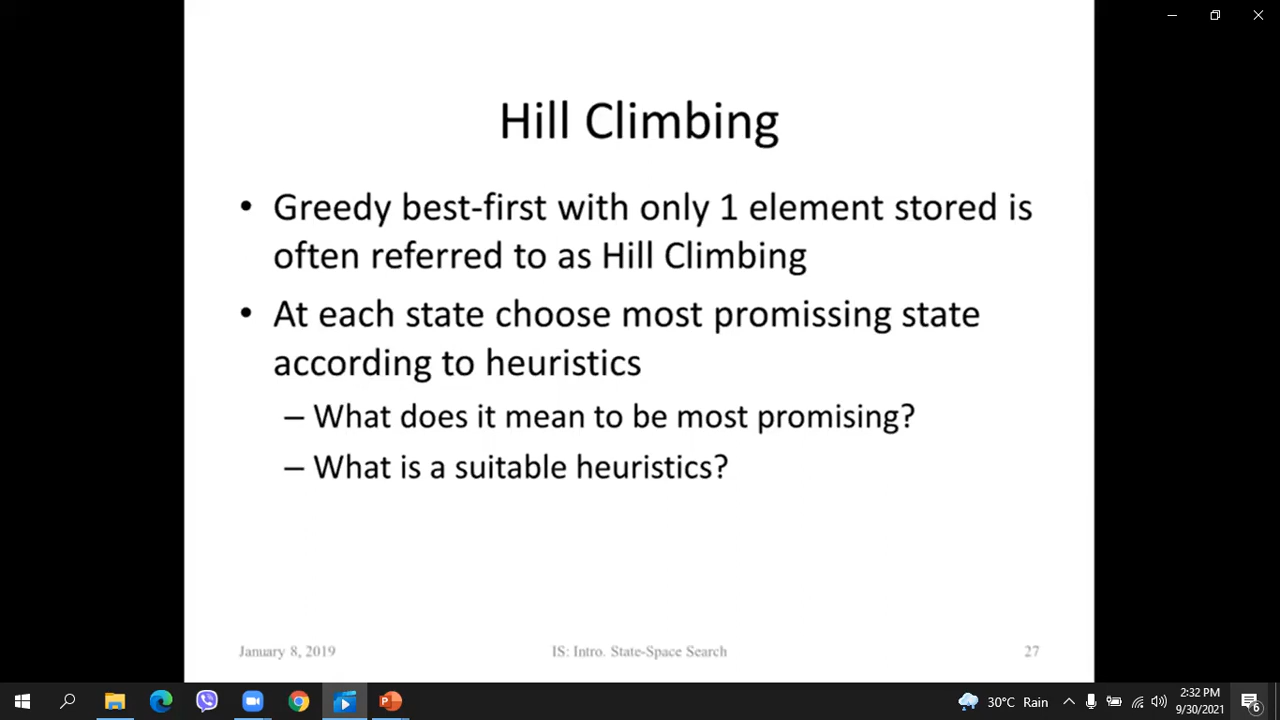 Hill Climbing
• Greedy best-first with only 1 element stored is
often referred to as Hill Climbing
• At each state choose most promissing state
according to heuristics
– What does it mean to be most promising?
– What is a suitable heuristics?
January 8, 2019 IS: Intro. State-Space Search 27
30°C Rain 2:32 PM
9/30/2021 6